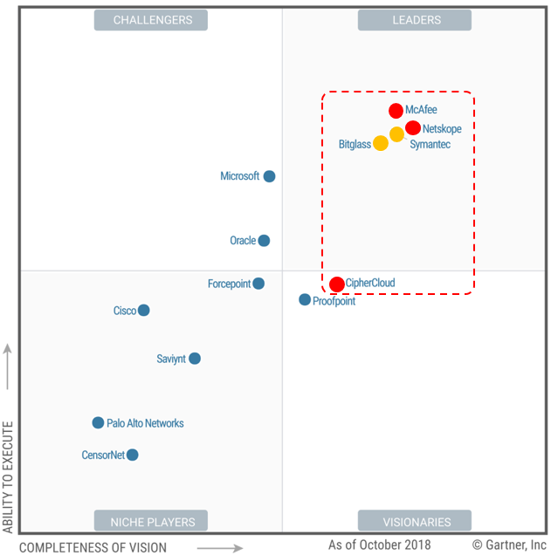 CHALLENGERS
LEADERS
McAfee
Netskope
Bitglass
Symantec
Microsoft
Oracle
Forcepoint
CipherCloud
Proofpoint
Cisco
Saviynt
Palo Alto Networks
CensorNet
NICHE PLAYERS
VISIONARIES
ABILITY TO EXECUTE
COMPLETENESS OF VISION
As of October 2018
© Gartner, Inc